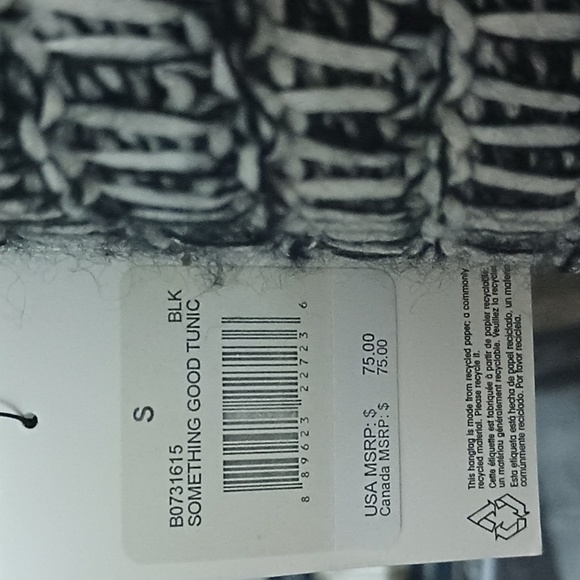 S
B0731615 BLK
SOMETHING GOOD TUNIC
8 89623 22723 6
USA MSRP: $ 75.00
Canada MSRP: $ 75.00
This hangtag is made from recycled paper; a commonly
recycled material. Please recycle it.
Cette étiquette est fabriquée à partir de papier recyclable,
un matériau généralement recyclable. Veuillez la recycler
Esta etiqueta está hecha de papel reciclado, un material
comúnmente reciclado. Por favor recíclela.